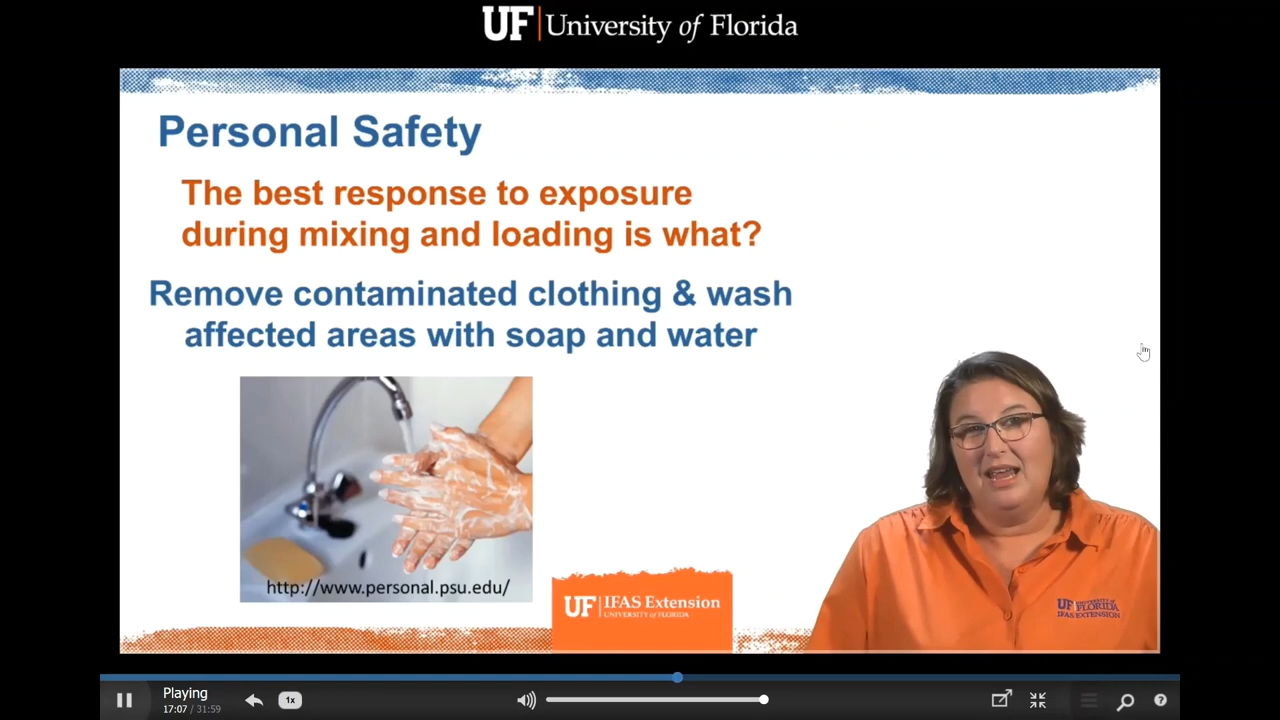 UF University of Florida
Personal Safety
The best response to exposure
during mixing and loading is what?
Remove contaminated clothing & wash
affected areas with soap and water
http://www.personal.psu.edu/
UF IFAS Extension
UNIVERSITY of FLORIDA
UF UNIVERSITY of
FLORIDA
IFAS EXTENSION
Playing
17:07 / 31:59
1x
?